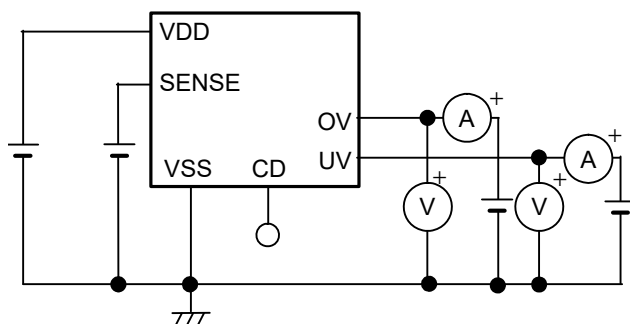 VDD
SENSE
OV
UV
VSS CD
A +
A +
V +
V +